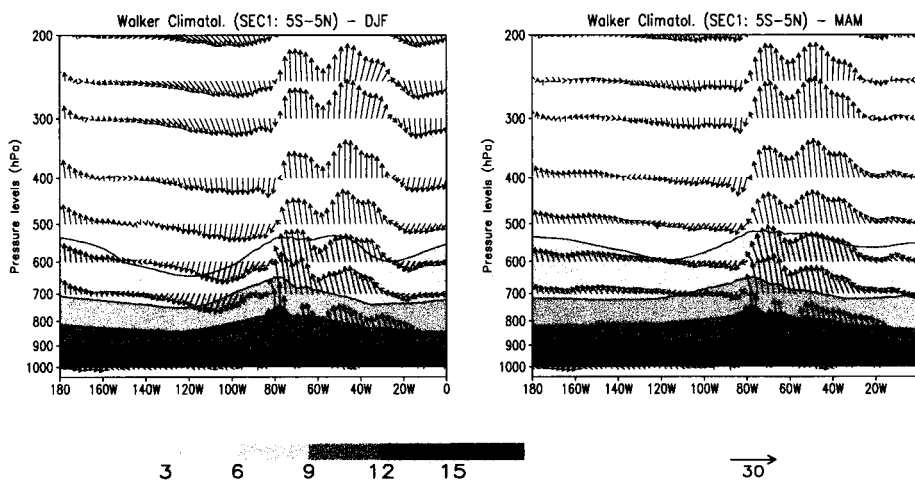 Walker Climatol. (SEC1: 5S-5N) - DJF
Pressure levels (hPa)
200
300
400
500
600
700
800
900
1000
180 160W 140W 120W 100W 80W 60W 40W 20W 0
Walker Climatol. (SEC1: 5S-5N) - MAM
Pressure levels (hPa)
200
300
400
500
600
700
800
900
1000
180 160W 140W 120W 100W 80W 60W 40W 20W
3 6 9 12 15
30